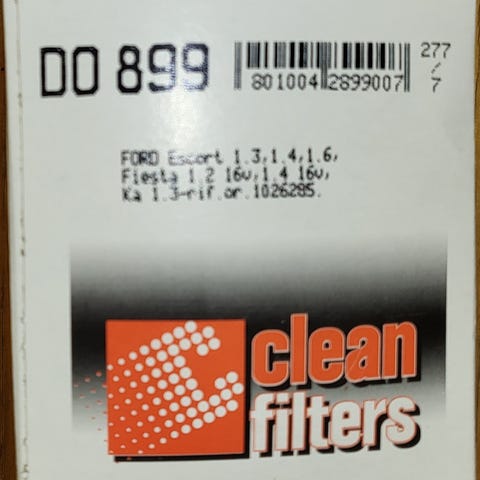 DO 899
801004 2899007
277
/
7
FORD Escort 1.3,1.4,1.6,
Fiesta 1.2 16v,1.4 16v,
Ka 1.3-rif.or.1026285.
clean
filters